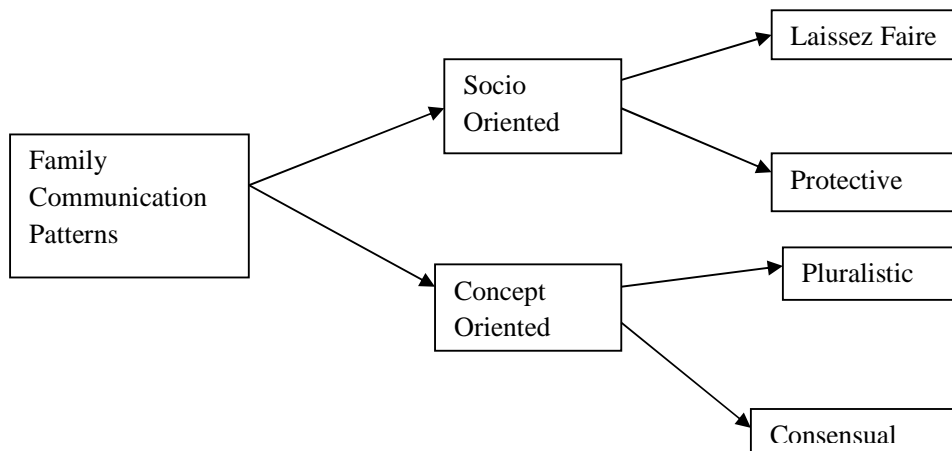 Family
Communication
Patterns
Socio
Oriented
Concept
Oriented
Laissez Faire
Protective
Pluralistic
Consensual